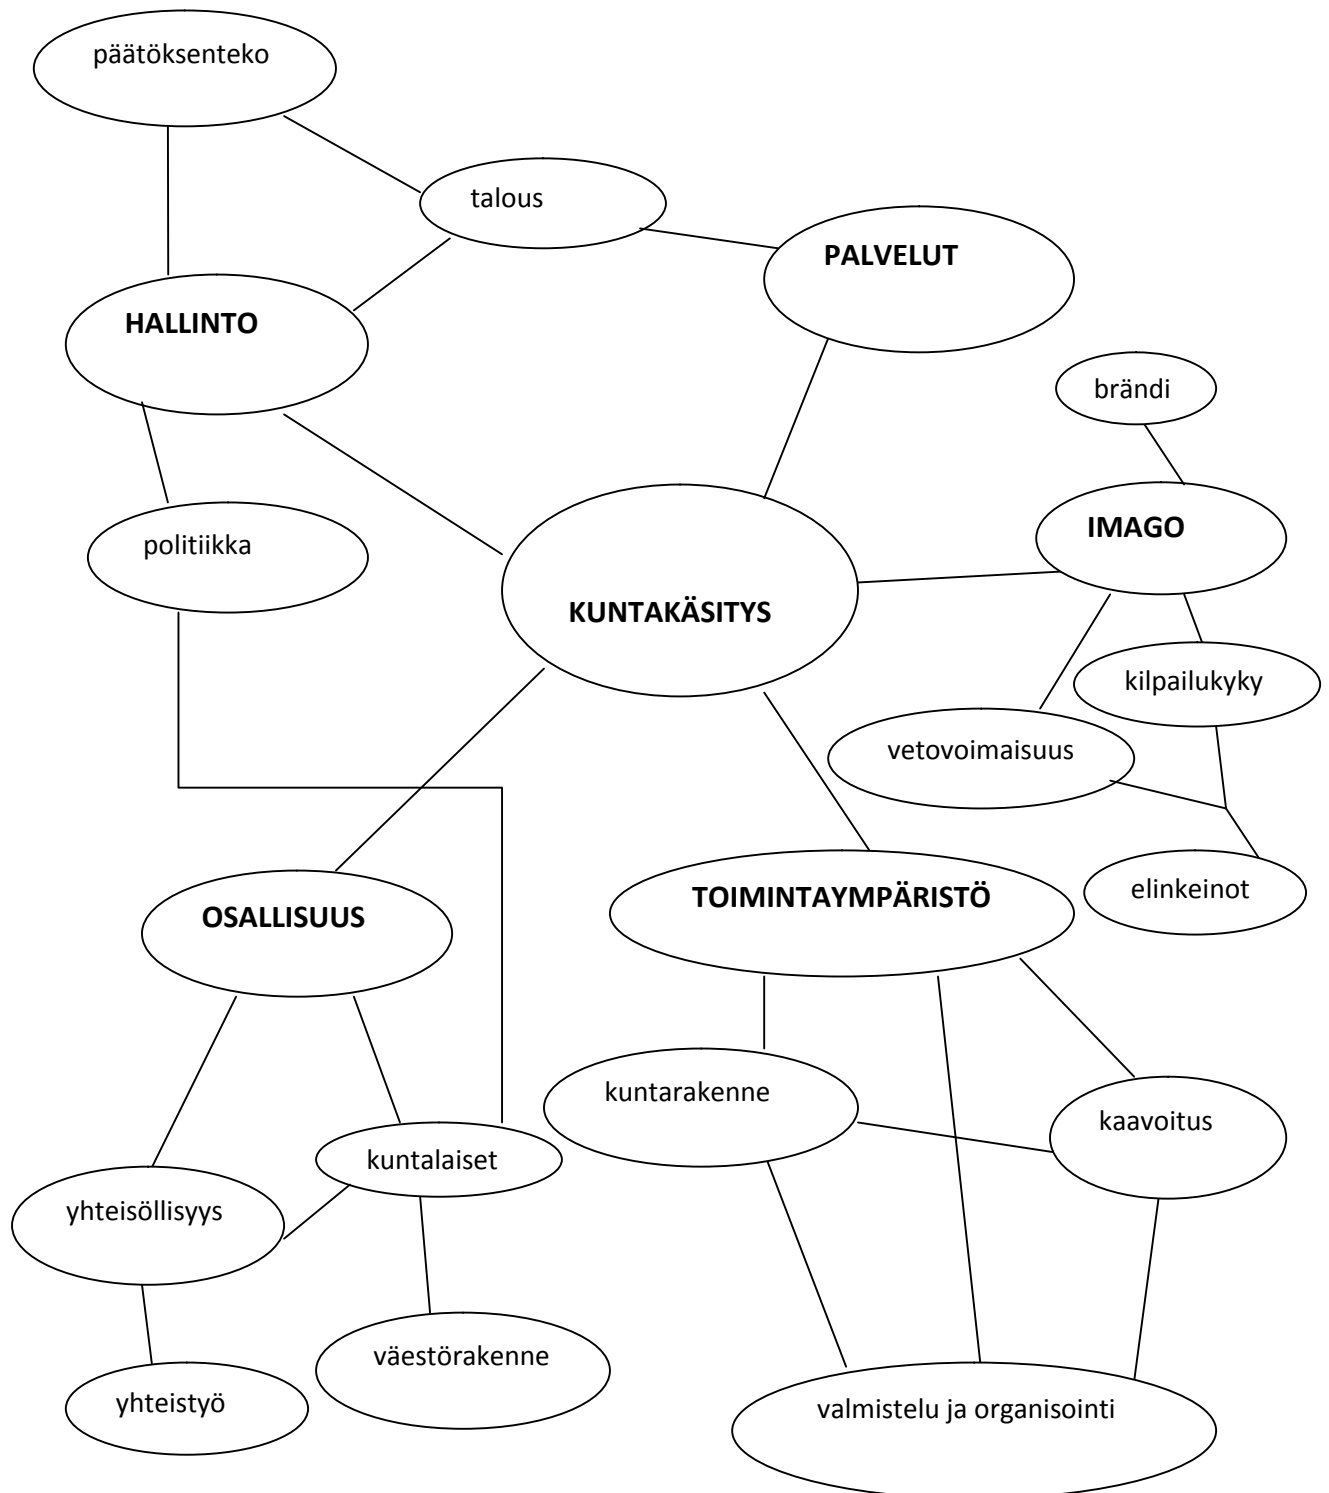 päätöksenteko
talous
PALVELUT
HALLINTO
brändi
IMAGO
politiikka
KUNTAKÄSITYS
kilpailukyky
vetovoimaisuus
elinkeinot
TOIMINTAYMPÄRISTÖ
OSALLISUUS
kuntarakenne
kaavoitus
kuntalaiset
yhteisöllisyys
väestörakenne
yhteistyö
valmistelu ja organisointi